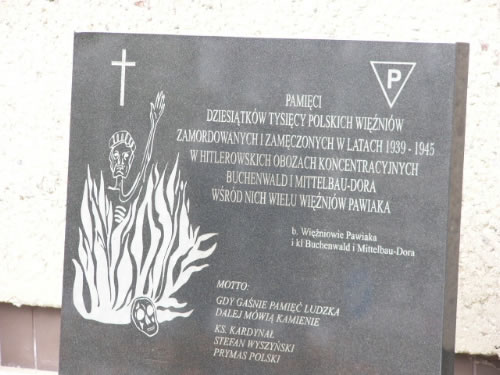 P
PAMIĘCI
DZIESIĄTKÓW TYSIĘCY POLSKICH WIĘŹNIÓW
ZAMORDOWANYCH I ZAMĘCZONYCH W LATACH 1939 - 1945
W HITLEROWSKICH OBOZACH KONCENTRACYJNYCH
BUCHENWALD I MITTELBAU-DORA
WŚRÓD NICH WIELU WIĘŹNIÓW PAWIAKA
b. Więźniowie Pawiaka
i kl Buchenwald i Mittelbau-Dora
MOTTO:
GDY GAŚNIE PAMIĘĆ LUDZKA
DALEJ MÓWIĄ KAMIENIE
KS. KARDYNAŁ
STEFAN WYSZYŃSKI
PRYMAS POLSKI